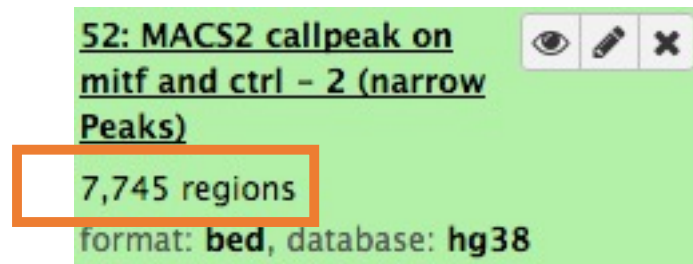 52: MACS2 callpeak on
mitf and ctrl – 2 (narrow
Peaks)
7,745 regions
format: bed, database: hg38